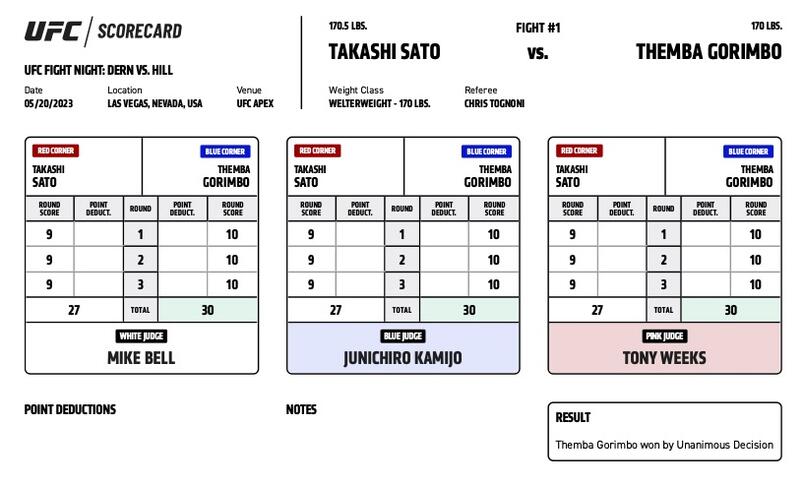 UFC SCORECARD
UFC FIGHT NIGHT: DERN VS. HILL
Date Location Venue
05/20/2023 LAS VEGAS, NEVADA, USA UFC APEX
170.5 LBS. FIGHT #1 170 LBS.
TAKASHI SATO vs. THEMBA GORIMBO
Weight Class Referee
WELTERWEIGHT - 170 LBS. CHRIS TOGNONI
RED CORNER BLUE CORNER
TAKASHI THEMBA
SATO GORIMBO
ROUND POINT ROUND POINT ROUND
SCORE DEDUCT. DEDUCT. SCORE
9 1 10
9 2 10
9 3 10
27 TOTAL 30
WHITE JUDGE
MIKE BELL
RED CORNER BLUE CORNER
TAKASHI THEMBA
SATO GORIMBO
ROUND POINT ROUND POINT ROUND
SCORE DEDUCT. DEDUCT. SCORE
9 1 10
9 2 10
9 3 10
27 TOTAL 30
BLUE JUDGE
JUNICHIRO KAMIJO
RED CORNER BLUE CORNER
TAKASHI THEMBA
SATO GORIMBO
ROUND POINT ROUND POINT ROUND
SCORE DEDUCT. DEDUCT. SCORE
9 1 10
9 2 10
9 3 10
27 TOTAL 30
PINK JUDGE
TONY WEEKS
POINT DEDUCTIONS
NOTES
RESULT
Themba Gorimbo won by Unanimous Decision